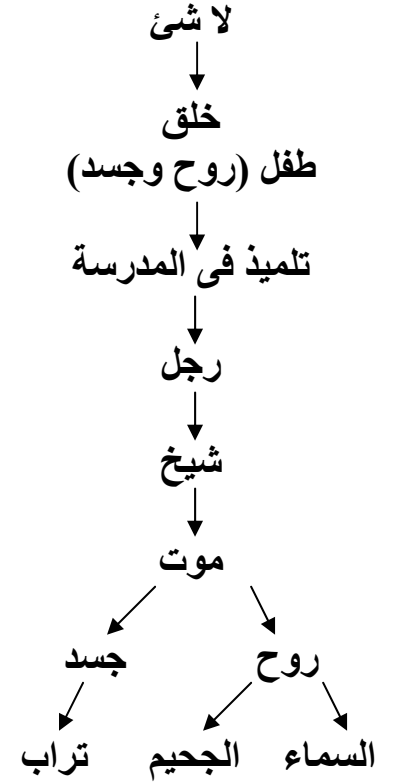 لا شئ
خلق
طفل (روح وجسد)
تلميذ فى المدرسة
رجل
شيخ
موت
روح جسد
السماء الجحيم تراب